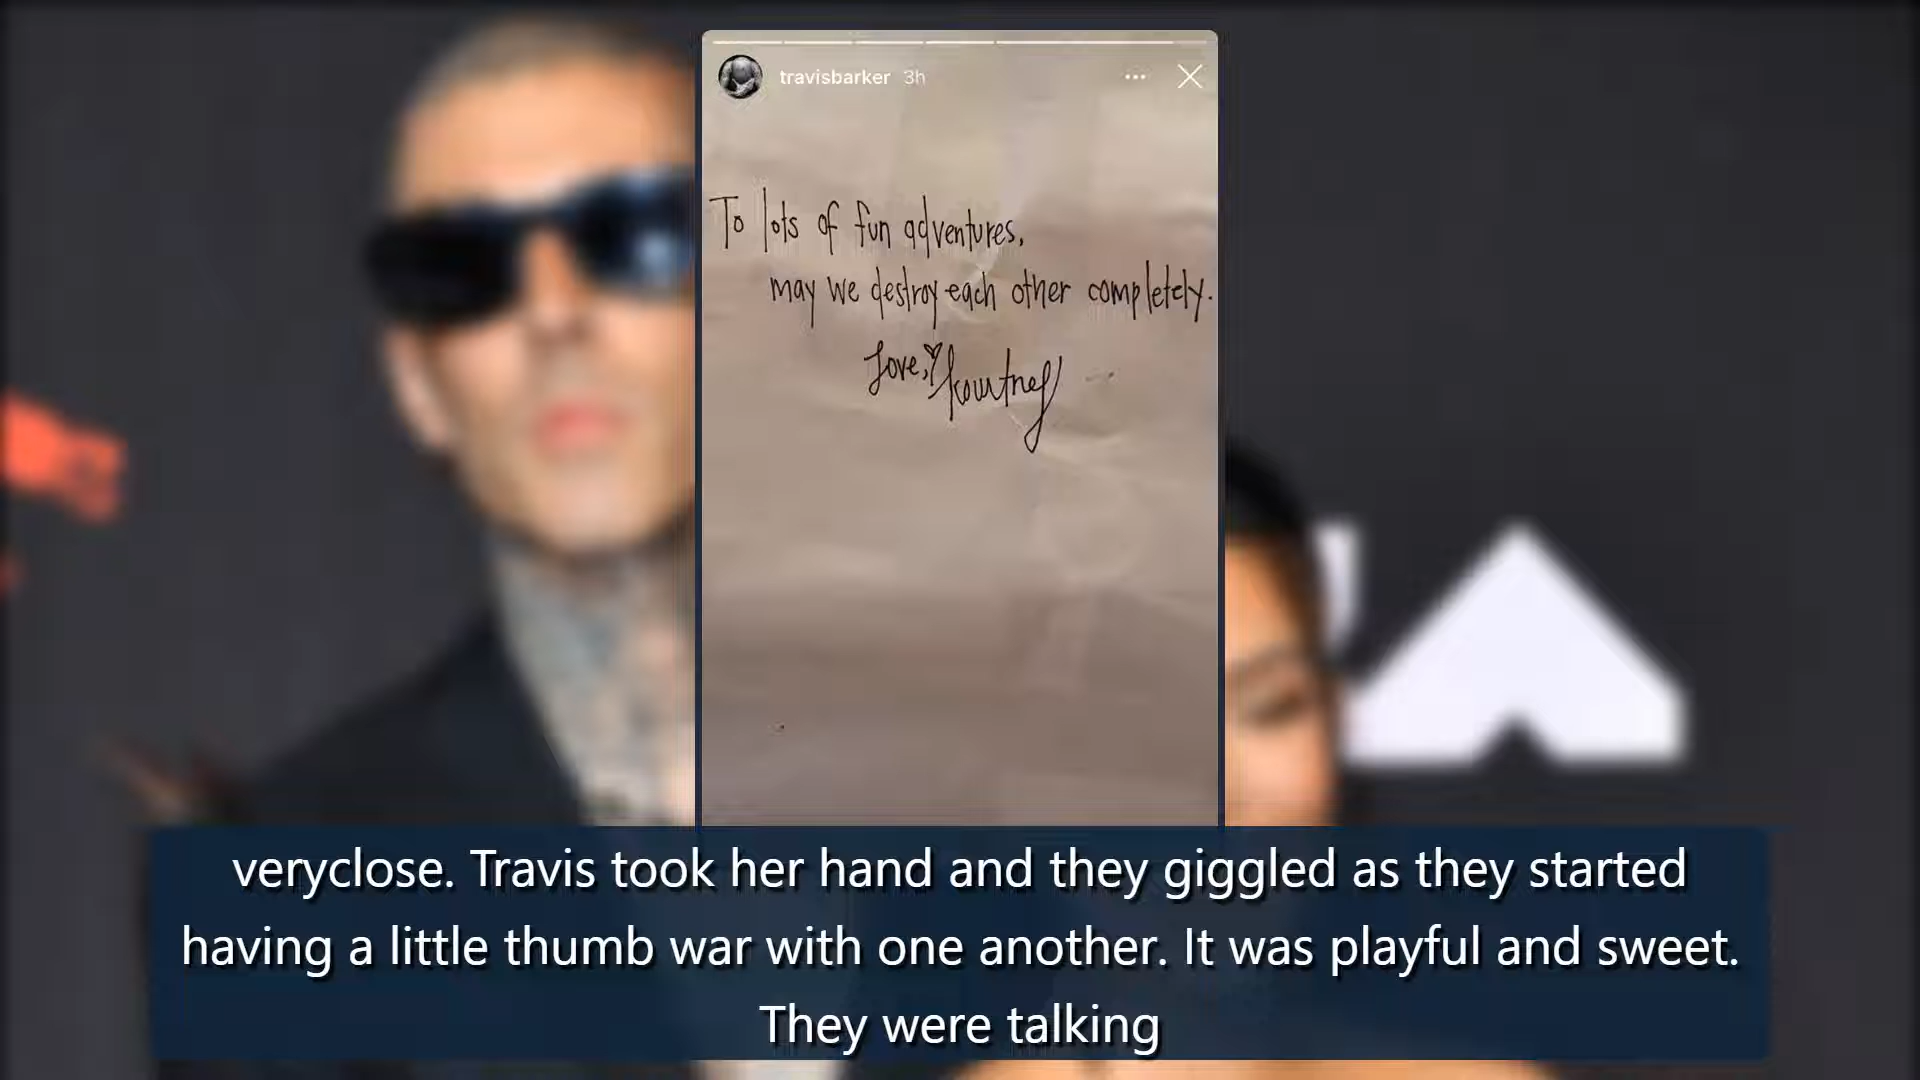 travisbarker 3h
To lots of fun adventures,
may we destroy each other completely.
Love, kourtney
veryclose. Travis took her hand and they giggled as they started
having a little thumb war with one another. It was playful and sweet.
They were talking